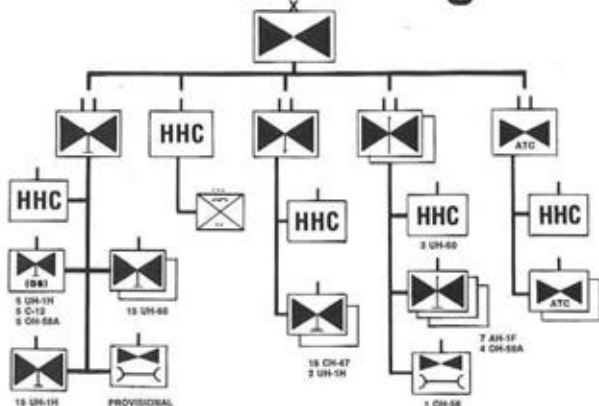 HHC
ATC
HHC
HHC
HHC
HHC
3 UH-60
(GS)
5 UH-1H
5 C-12
5 OH-58A
15 UH-60
ATC
16 CH-47
2 UH-1H
7 AH-1F
4 OH-58A
15 UH-1H
PROVISIONAL
1 OH-58